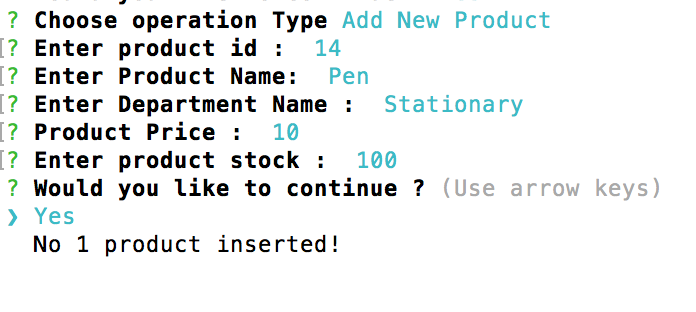 ? Choose operation Type Add New Product
[? Enter product id : 14
[? Enter Product Name: Pen
[? Enter Department Name : Stationary
[? Product Price : 10
[? Enter product stock : 100
? Would you like to continue ? (Use arrow keys)
❯ Yes
No 1 product inserted!